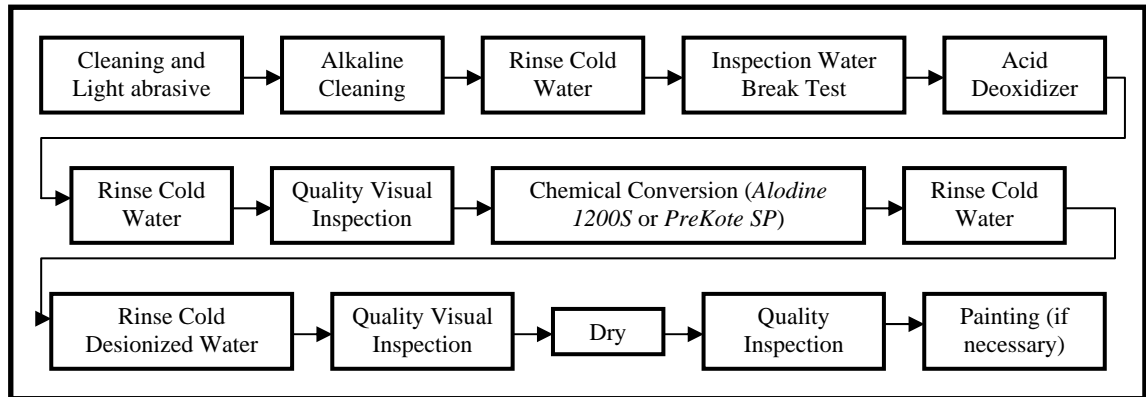 Cleaning and
Light abrasive
Alkaline
Cleaning
Rinse Cold
Water
Inspection Water
Break Test
Acid
Deoxidizer
Rinse Cold
Water
Quality Visual
Inspection
Chemical Conversion (Alodine
1200S or PreKote SP)
Rinse Cold
Water
Rinse Cold
Desionized Water
Quality Visual
Inspection
Dry
Quality
Inspection
Painting (if
necessary)